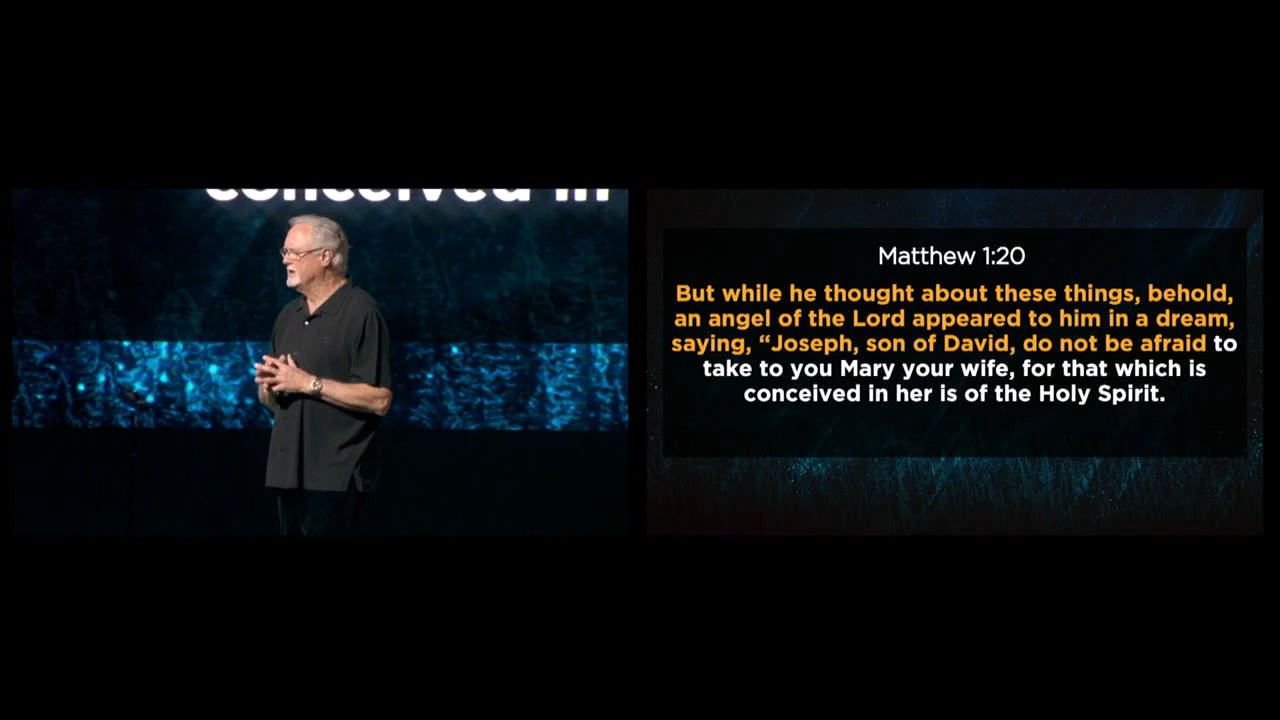 conceived in
Matthew 1:20
But while he thought about these things, behold,
an angel of the Lord appeared to him in a dream,
saying, “Joseph, son of David, do not be afraid to
take to you Mary your wife, for that which is
conceived in her is of the Holy Spirit.